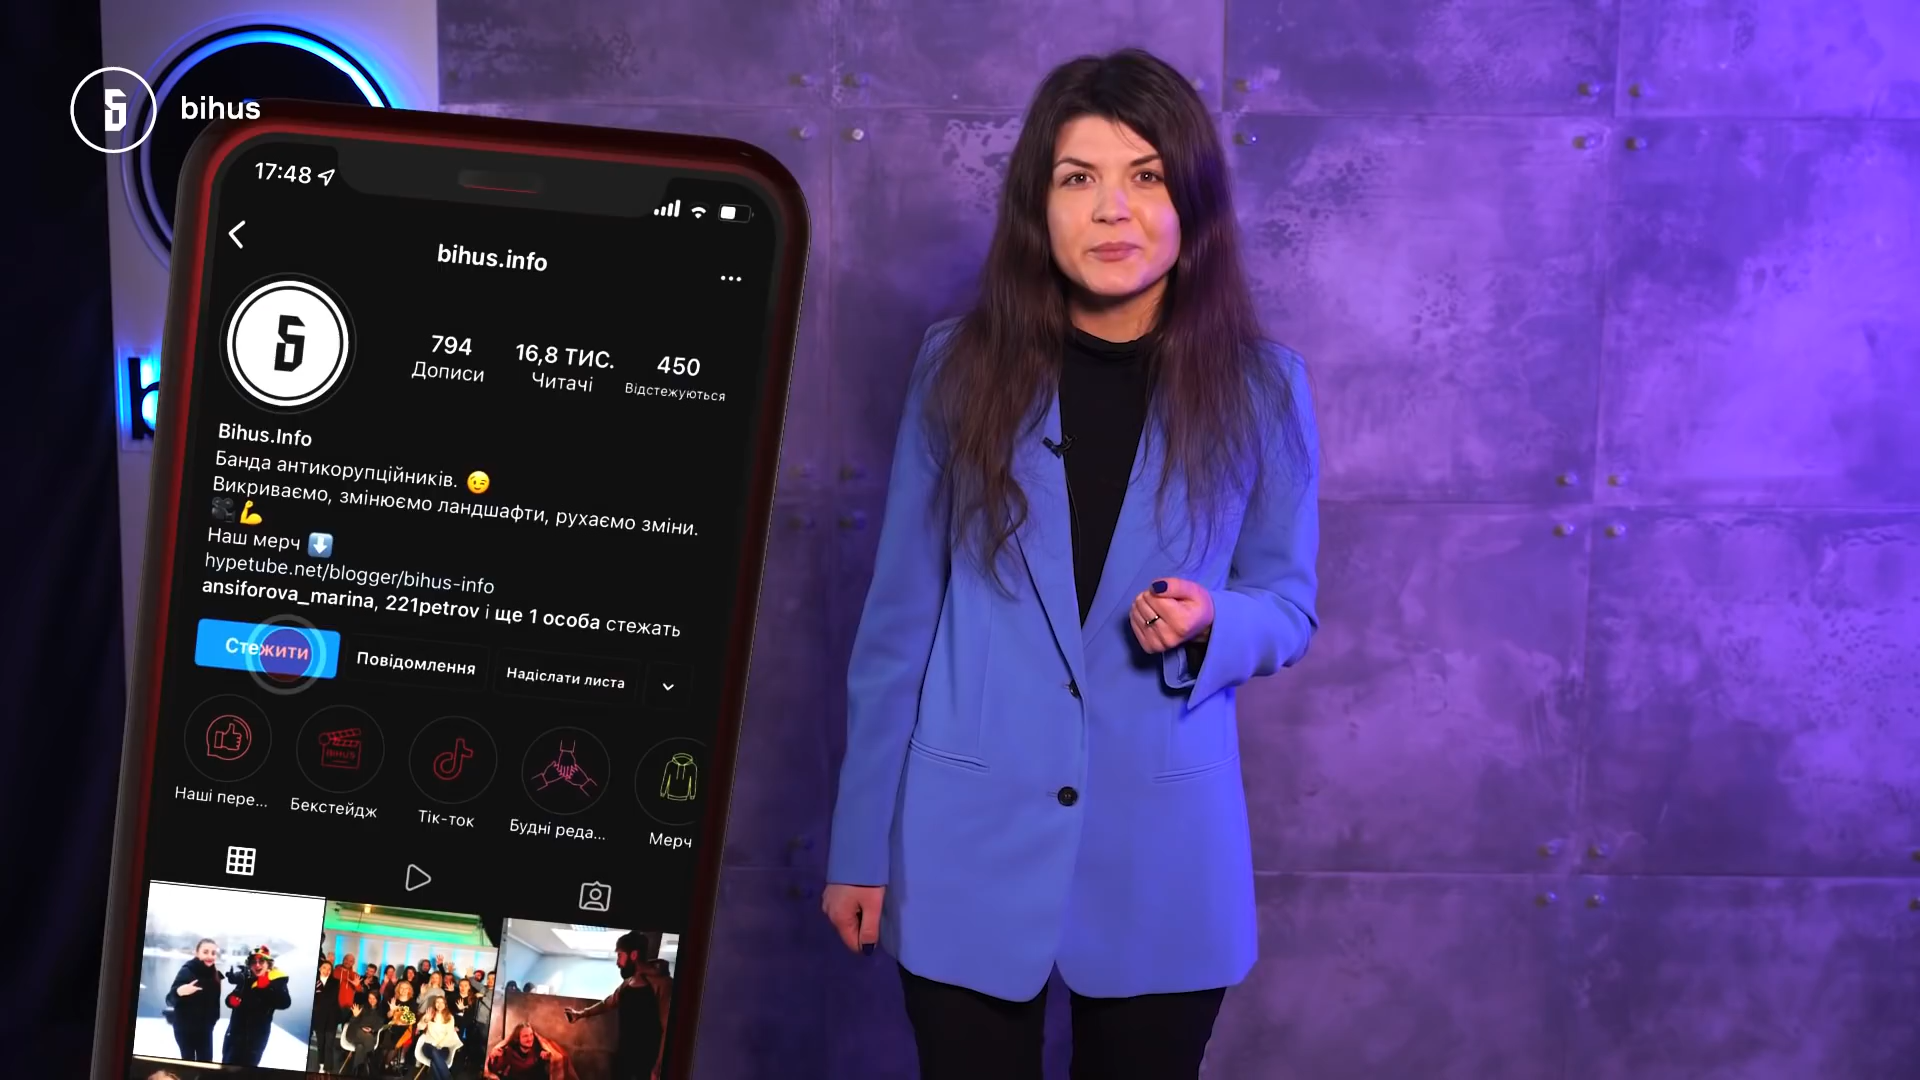 bihus
17:48
bihus.info
794
Дописи
16,8 ТИС.
Читачі
450
Відстежуються
Bihus.Info
Банда антикорупційників. 😉
Викриваємо, змінюємо ландшафти, рухаємо зміни.
🎥💪
Наш мерч ⬇️
hypetube.net/blogger/bihus-info
ansiforova_marina, 221petrov і ще 1 особа стежать
Стежити
Повідомлення
Надіслати листа
BIHUS
Наші пере...
Бекстейдж
Тік-ток
Будні реда...
Мерч